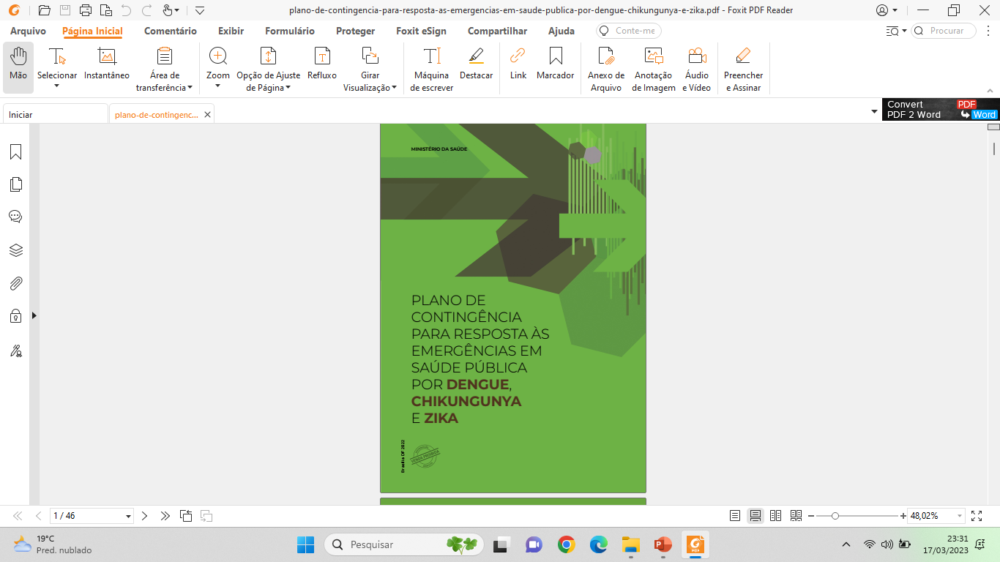 plano-de-contingencia-para-resposta-as-emergencias-em-saude-publica-por-dengue-chikungunya-e-zika.pdf - Foxit PDF Reader
Arquivo Página Inicial Comentário Exibir Formulário Proteger Foxit eSign Compartilhar Ajuda Conte-me Procurar
Mão Selecionar Instantâneo Área de transferência Zoom Opção de Ajuste de Página Refluxo Girar Visualização Máquina de escrever Destacar Link Marcador Anexo de Arquivo Anotação de Imagem Áudio e Vídeo Preencher e Assinar
Iniciar plano-de-contingenc...
Convert PDF
PDF 2 Word Word
MINISTÉRIO DA SAÚDE
PLANO DE
CONTINGÊNCIA
PARA RESPOSTA ÀS
EMERGÊNCIAS EM
SAÚDE PÚBLICA
POR DENGUE,
CHIKUNGUNYA
E ZIKA
Brasília DF 2022
VENDA PROIBIDA
1 / 46 48,02%
19°C
Pred. nublado
Pesquisar
23:31
17/03/2023